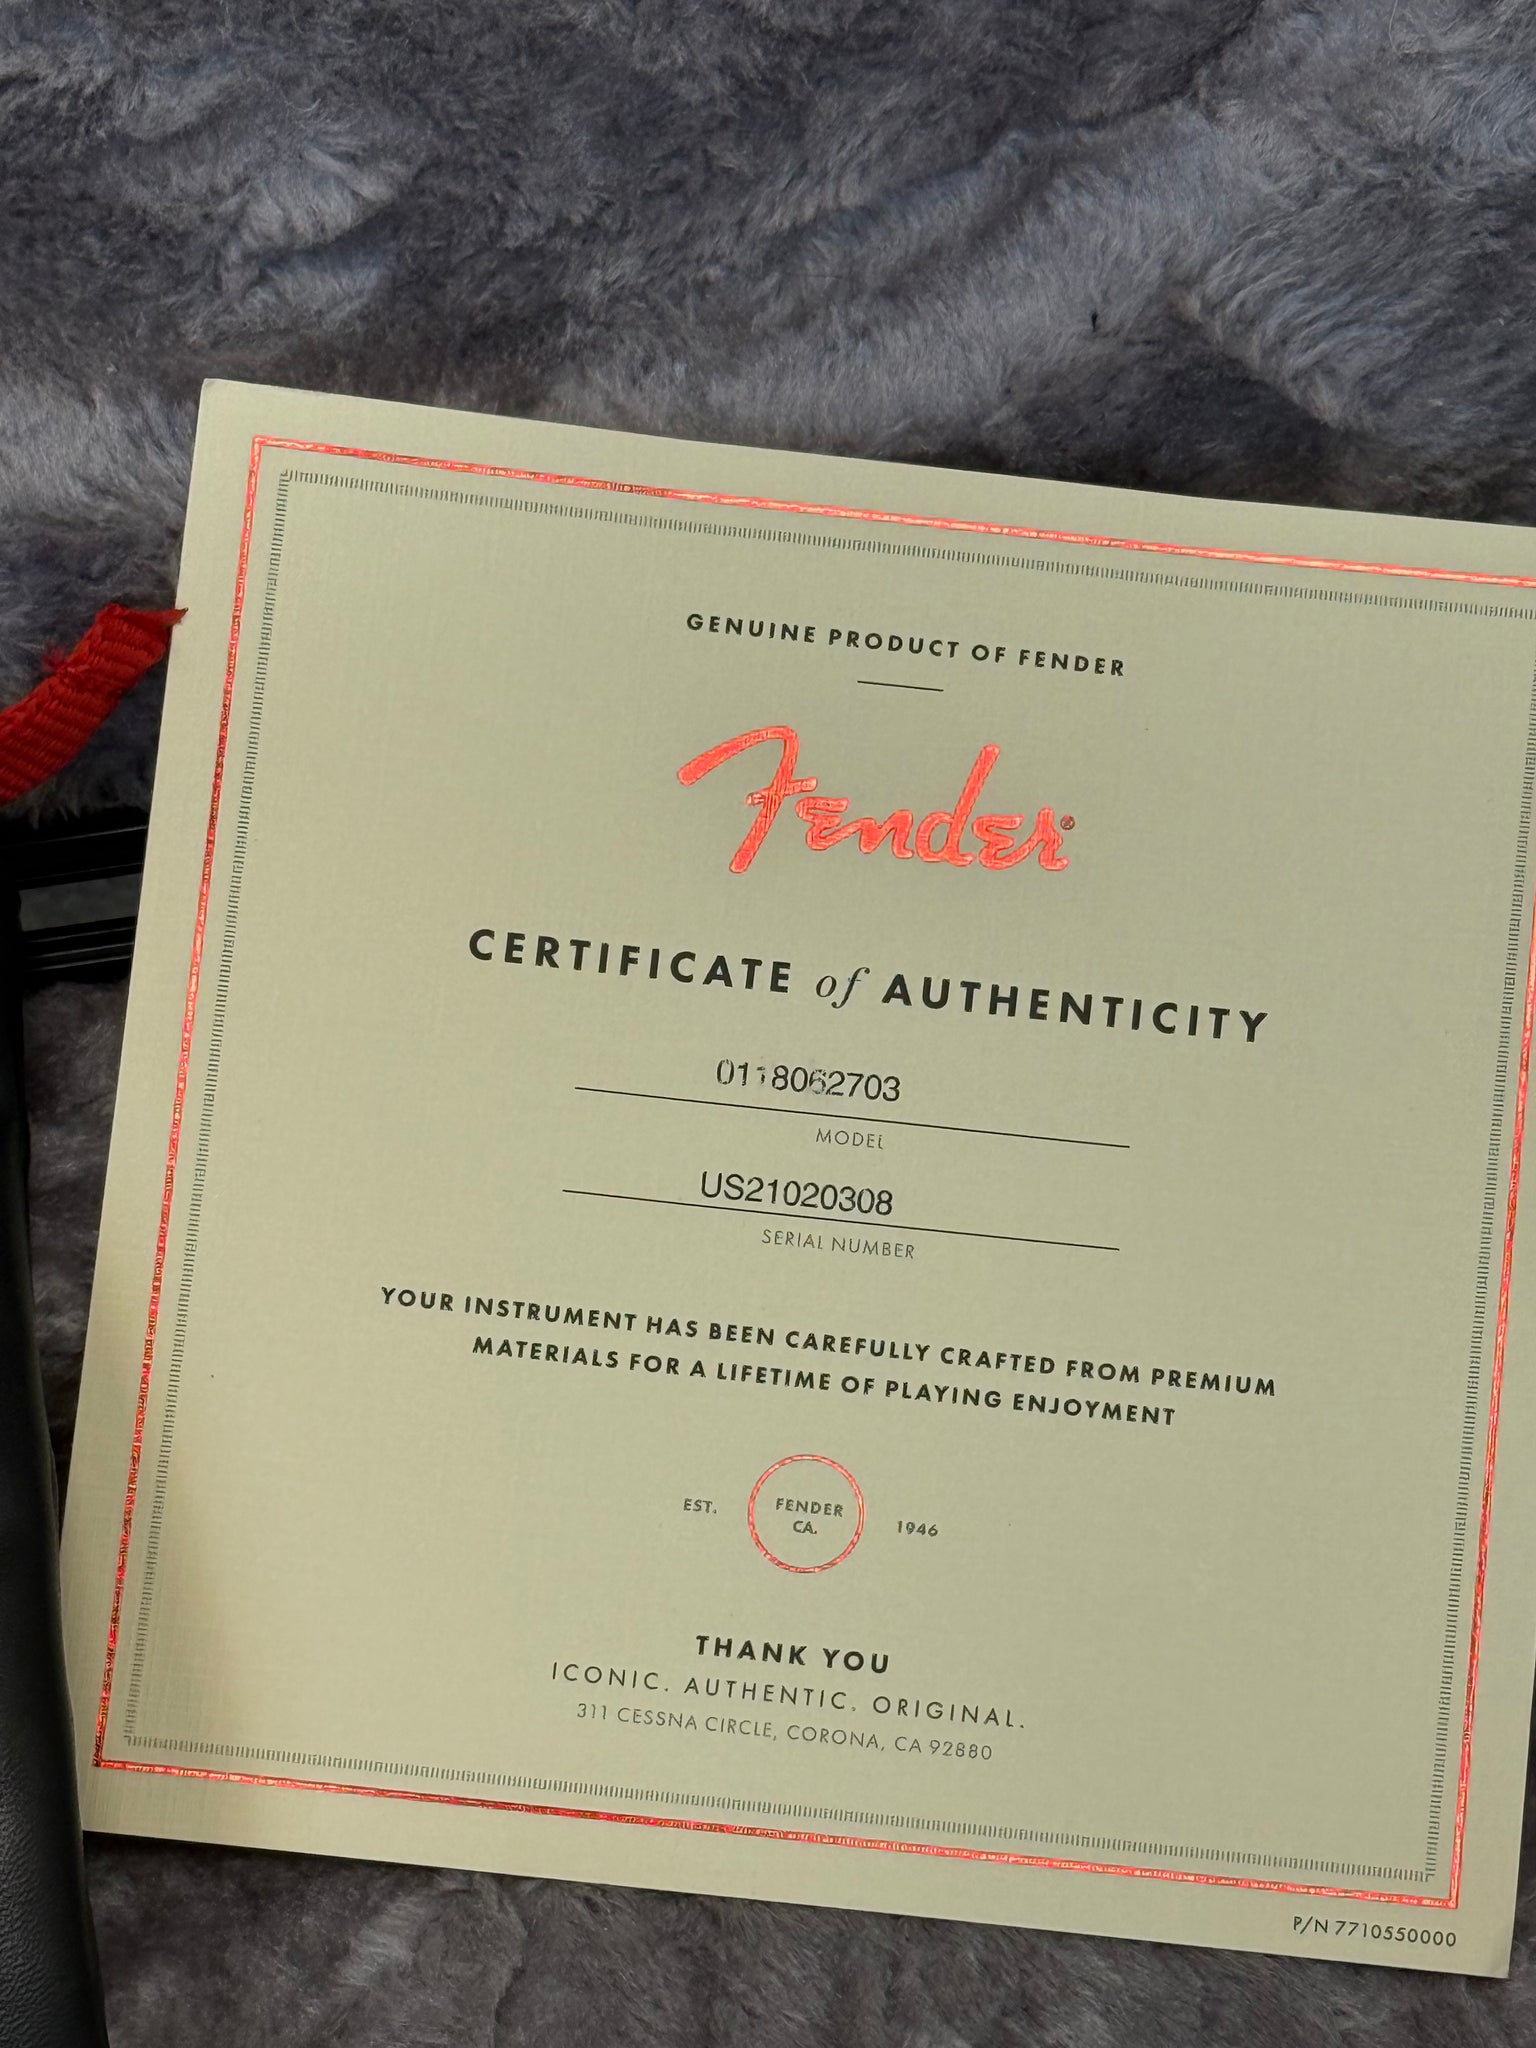 GENUINE PRODUCT OF FENDER
Fender®
CERTIFICATE of AUTHENTICITY
0118062703
MODEL
US21020308
SERIAL NUMBER
YOUR INSTRUMENT HAS BEEN CAREFULLY CRAFTED FROM PREMIUM
MATERIALS FOR A LIFETIME OF PLAYING ENJOYMENT
EST. FENDER CA. 1946
THANK YOU
ICONIC. AUTHENTIC. ORIGINAL.
311 CESSNA CIRCLE, CORONA, CA 92880
P/N 7710550000